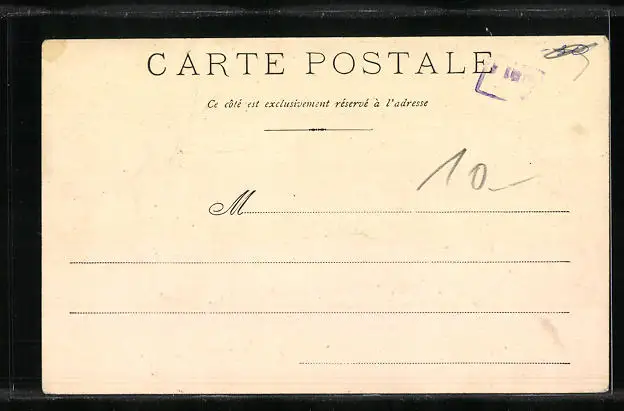 CARTE POSTALE
Ce côté est exclusivement réservé à l'adresse
10.-
M